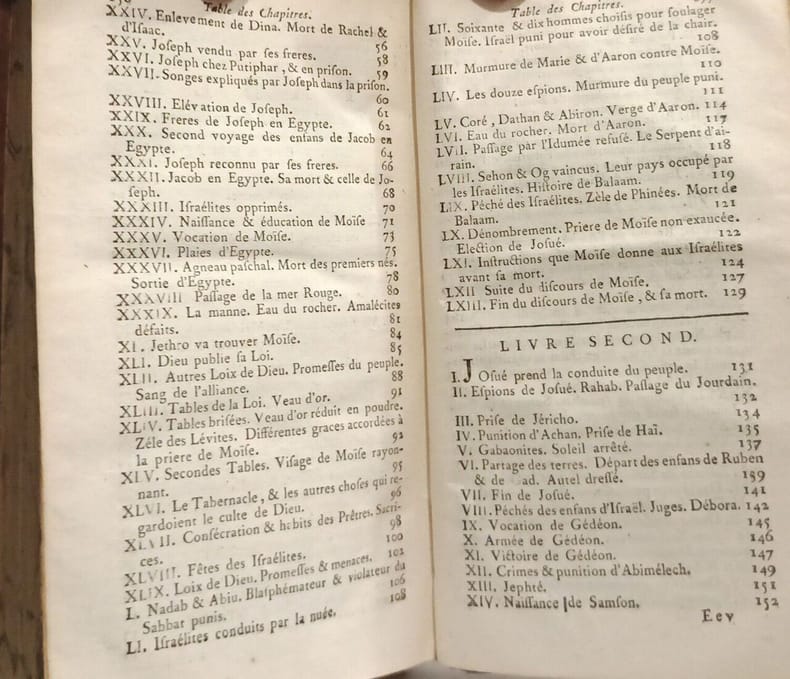 Table des Chapitres.
XXIV. Enlevement de Dina. Mort de Rachel &
d'Isaac. 56
XXV. Joseph vendu par ses freres. 58
XXVI. Joseph chez Putiphar, & en prison. 59
XXVII. Songes expliqués par Joseph dans la prison.
60
XXVIII. Elévation de Joseph. 61
XXIX. Freres de Joseph en Egypte. 62
XXX. Second voyage des enfans de Jacob en
Egypte. 64
XXXI. Joseph reconnu par ses freres. 66
XXXII. Jacob en Egypte. Sa mort & celle de Jo-
seph. 68
XXXIII. Israélites opprimés. 70
XXXIV. Naissance & éducation de Moïse 71
XXXV. Vocation de Moïse. 73
XXXVI. Plaies d'Egypte. 75
XXXVII. Agneau paschal. Mort des premiers nés.
Sortie d'Egypte. 78
XXXVIII Passage de la mer Rouge. 80
XXXIX. La manne. Eau du rocher. Amalécites
défaits. 81
XL. Jethro va trouver Moïse. 84
XLI. Dieu publie sa Loi. 85
XLII. Autres Loix de Dieu. Promesses du peuple.
Sang de l'alliance. 88
XLIII. Tables de la Loi. Veau d'or. 91
XLIV. Tables brisées. Veau d'or réduit en poudre.
Zéle des Lévites. Différentes graces accordées à
la priere de Moïse. 92
XLV. Secondes Tables. Visage de Moïse rayon-
nant. 95
XLVI. Le Tabernacle, & les autres choses qui re-
gardoient le culte de Dieu. 96
XLVII. Consécration & habits des Prêtres. Sacri-
ces. 98
XLVIII. Fêtes des Israélites. 100
XLIX. Loix de Dieu. Promesses & menaces. 102
L. Nadab & Abiu. Blasphémateur & violateur du
Sabbat punis. 106
LI. Israélites conduits par la nuée. 108
Table des Chapitres.
LII. Soixante & dix hommes choisis pour soulager
Moïse. Israël puni pour avoir désiré de la chair.
108
LIII. Murmure de Marie & d'Aaron contre Moïse.
110
LIV. Les douze espions. Murmure du peuple puni.
111
LV. Coré, Dathan & Abiron. Verge d'Aaron. 114
LVI. Eau du rocher. Mort d'Aaron. 117
LVII. Passage par l'Idumée refusé. Le Serpent d'ai-
rain. 118
LVIII. Sehon & Og vaincus. Leur pays occupé par
les Israélites. Histoire de Balaam. 119
LIX. Péché des Israélites. Zèle de Phinées. Mort de
Balaam. 121
LX. Dénombrement. Priere de Moïse non exaucée.
Election de Josué. 122
LXI. Instructions que Moïse donne aux Israélites
avant sa mort. 124
LXII Suite du discours de Moïse. 127
LXIII. Fin du discours de Moïse, & sa mort. 129
LIVRE SECOND.
I. JOsué prend la conduite du peuple. 131
II. Espions de Josué. Rahab. Passage du Jourdain.
132
III. Prise de Jéricho. 134
IV. Punition d'Achan. Prise de Haï. 135
V. Gabaonites. Soleil arrêté. 137
VI. Partage des terres. Départ des enfans de Ruben
& de ad. Autel dressé. 139
VII. Fin de Josué. 141
VIII. Péchés des enfans d'Israël. Juges. Débora. 142
IX. Vocation de Gédéon. 145
X. Armée de Gédéon. 146
XI. Victoire de Gédéon. 147
XII. Crimes & punition d'Abimélech. 149
XIII. Jephté. 151
XIV. Naissance de Samson. 152
Eev